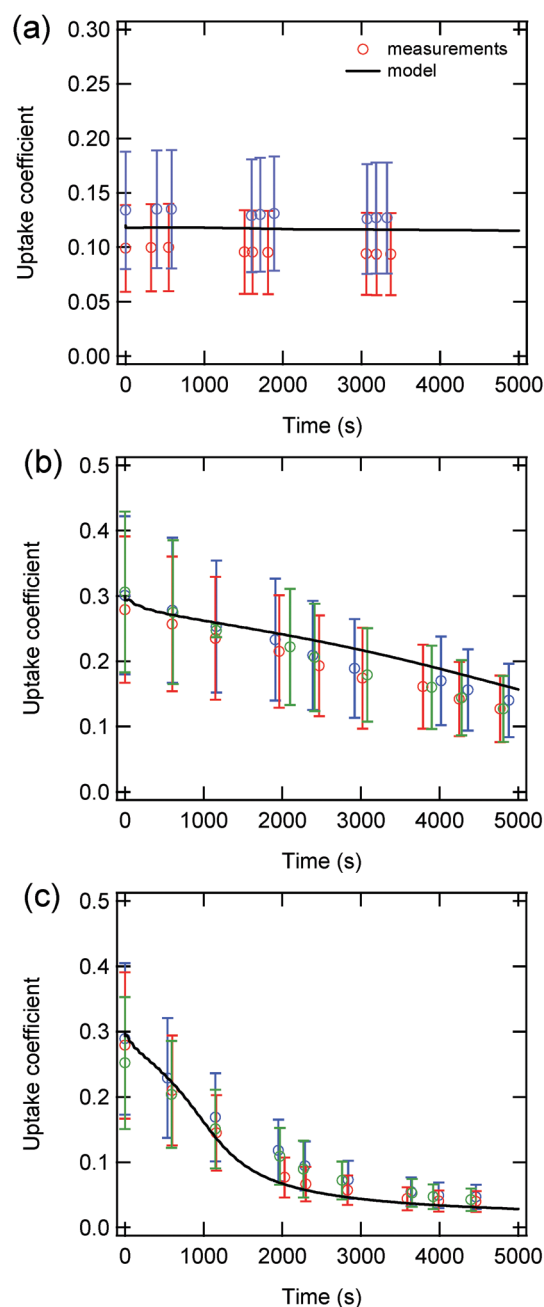 (a)
0.30
0.25
0.20
0.15
0.10
0.05
0.00
Uptake coefficient
measurements
model
0 1000 2000 3000 4000 5000
Time (s)
(b)
0.5
0.4
0.3
0.2
0.1
0.0
Uptake coefficient
0 1000 2000 3000 4000 5000
Time (s)
(c)
0.5
0.4
0.3
0.2
0.1
0.0
Uptake coefficient
0 1000 2000 3000 4000 5000
Time (s)